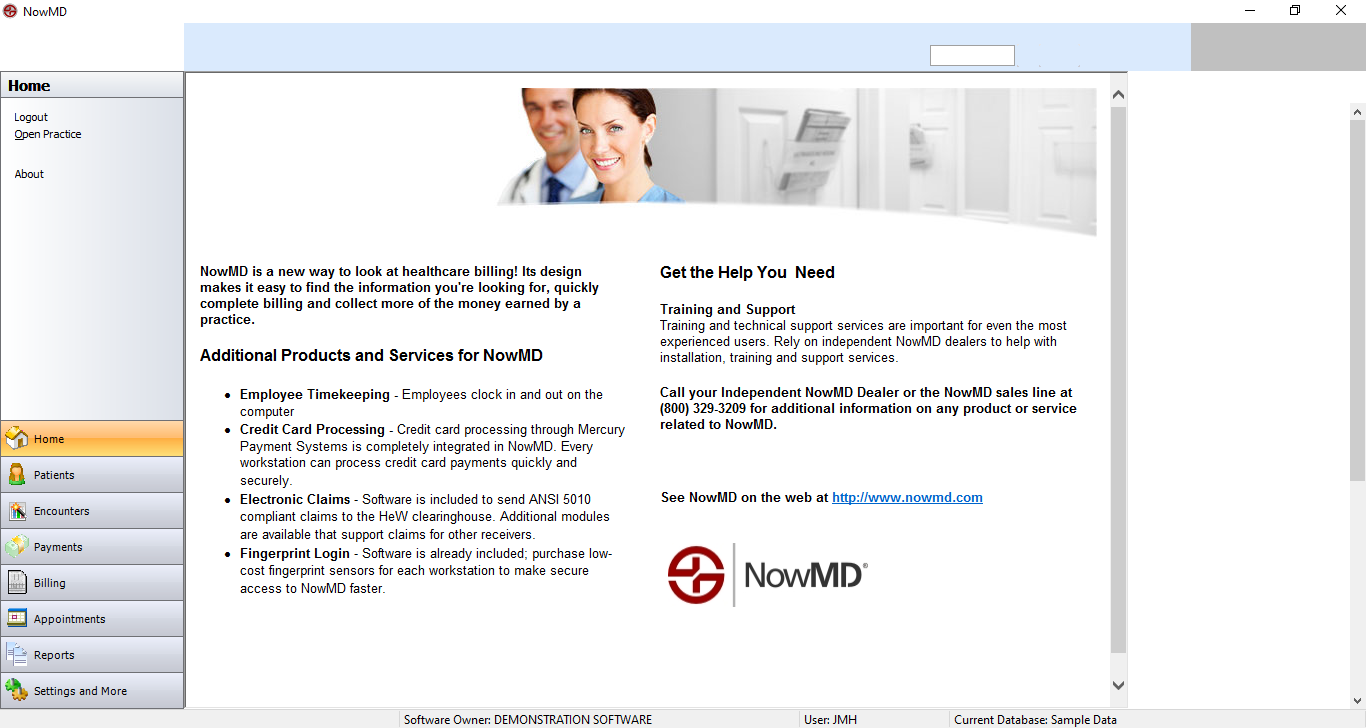 NowMD
Home
Logout
Open Practice
About
Home
Patients
Encounters
Payments
Billing
Appointments
Reports
Settings and More
NowMD is a new way to look at healthcare billing! Its design
makes it easy to find the information you're looking for, quickly
complete billing and collect more of the money earned by a
practice.
Additional Products and Services for NowMD
• Employee Timekeeping - Employees clock in and out on the
computer
• Credit Card Processing - Credit card processing through Mercury
Payment Systems is completely integrated in NowMD. Every
workstation can process credit card payments quickly and
securely.
• Electronic Claims - Software is included to send ANSI 5010
compliant claims to the HeW clearinghouse. Additional modules
are available that support claims for other receivers.
• Fingerprint Login - Software is already included; purchase low-
cost fingerprint sensors for each workstation to make secure
access to NowMD faster.
Get the Help You Need
Training and Support
Training and technical support services are important for even the most
experienced users. Rely on independent NowMD dealers to help with
installation, training and support services.
Call your Independent NowMD Dealer or the NowMD sales line at
(800) 329-3209 for additional information on any product or service
related to NowMD.
See NowMD on the web at http://www.nowmd.com
NowMD®
Software Owner: DEMONSTRATION SOFTWARE
User: JMH
Current Database: Sample Data